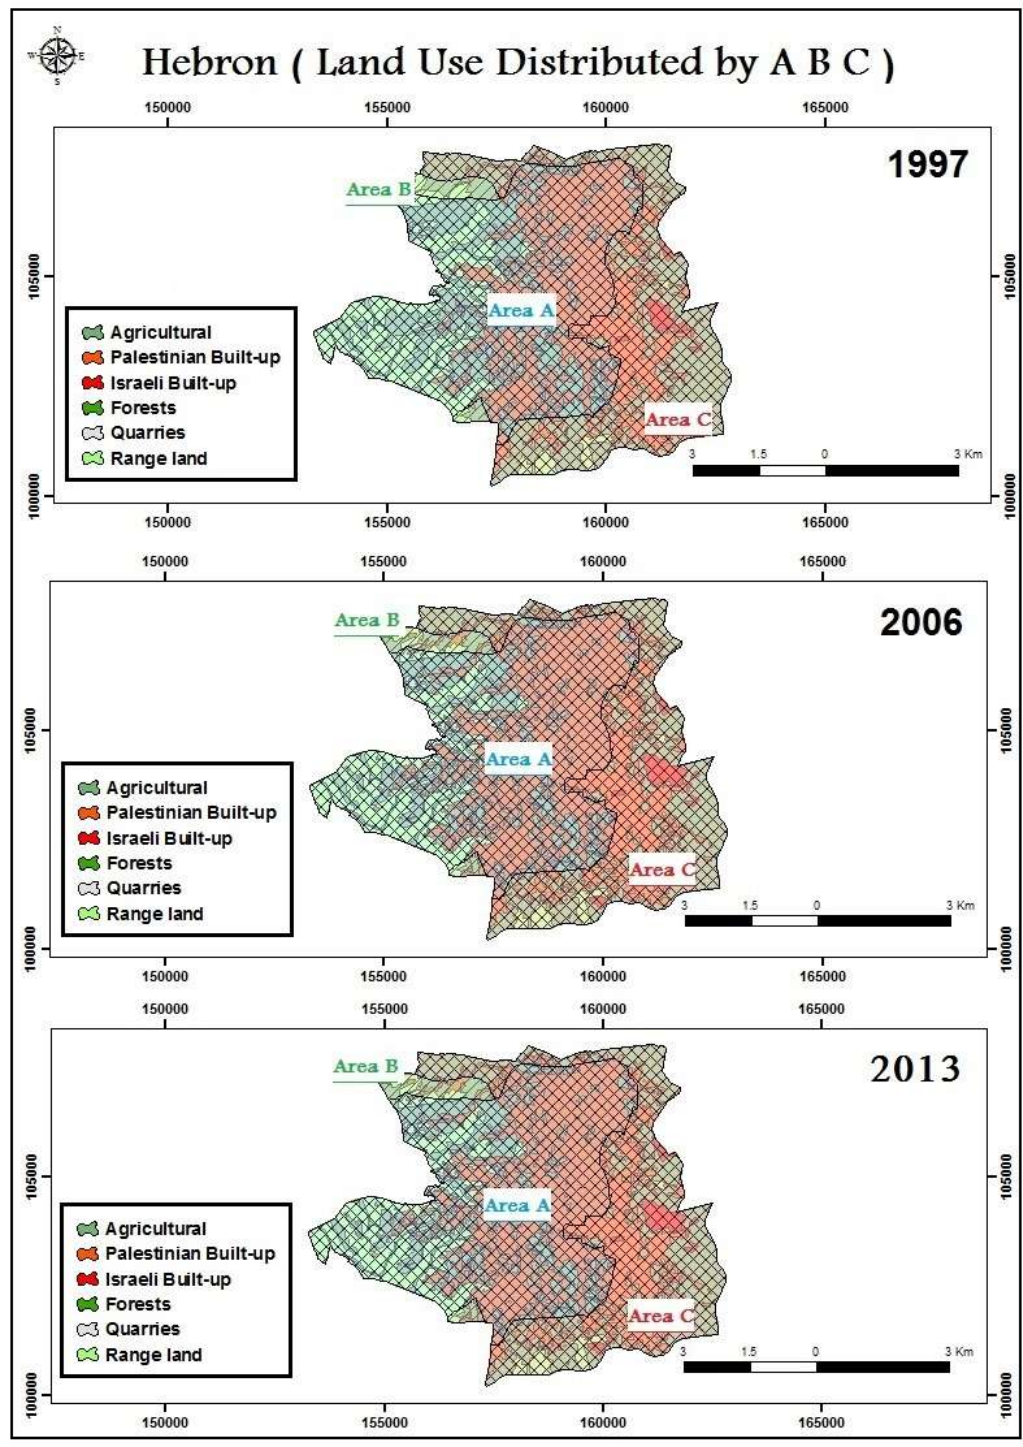 N
W E
S
Hebron ( Land Use Distributed by A B C )
150000 155000 160000 165000
1997
Area B
105000 105000
Area A
Agricultural
Palestinian Built-up
Israeli Built-up
Forests
Quarries
Range land
Area C
3 1.5 0 3 Km
100000 100000
150000 155000 160000 165000
150000 155000 160000 165000
2006
Area B
105000 105000
Area A
Agricultural
Palestinian Built-up
Israeli Built-up
Forests
Quarries
Range land
Area C
3 1.5 0 3 Km
100000 100000
150000 155000 160000 165000
150000 155000 160000 165000
2013
Area B
105000 105000
Area A
Agricultural
Palestinian Built-up
Israeli Built-up
Forests
Quarries
Range land
Area C
3 1.5 0 3 Km
100000 100000
150000 155000 160000 165000